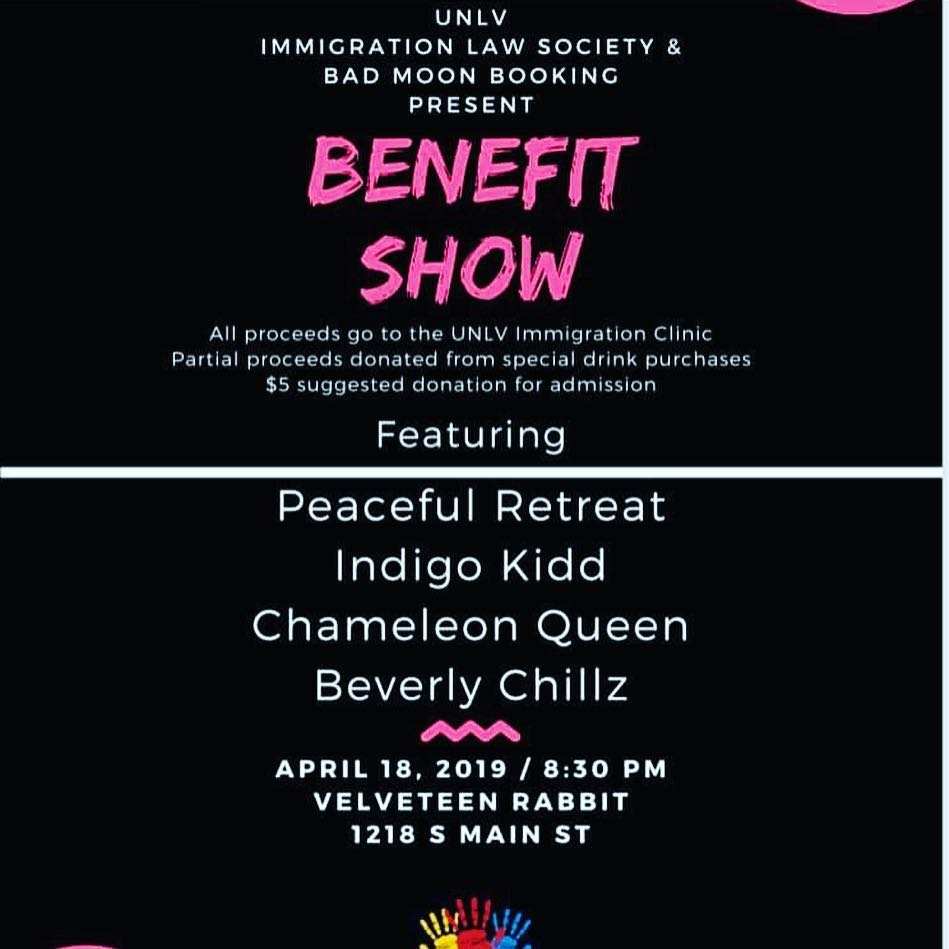 UNLV
IMMIGRATION LAW SOCIETY &
BAD MOON BOOKING
PRESENT
BENEFIT
SHOW
All proceeds go to the UNLV Immigration Clinic
Partial proceeds donated from special drink purchases
$5 suggested donation for admission
Featuring
Peaceful Retreat
Indigo Kidd
Chameleon Queen
Beverly Chillz
APRIL 18, 2019 / 8:30 PM
VELVETEEN RABBIT
1218 S MAIN ST